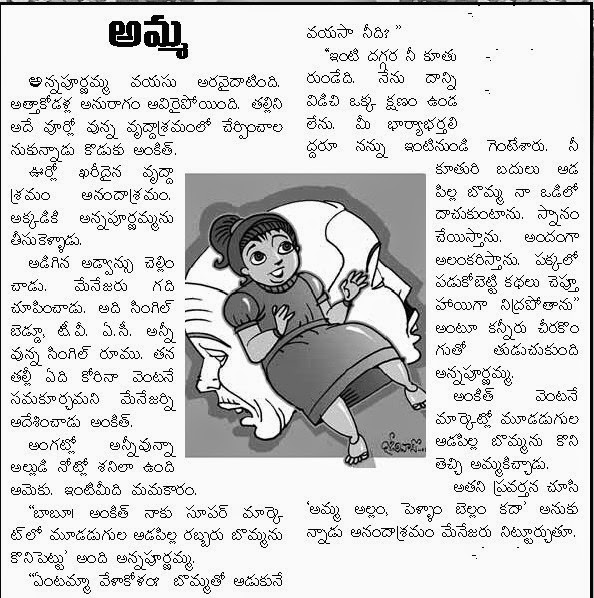 అమ్మ
అన్నపూర్ణమ్మ వయసు అరవైదాటింది.
అత్తాకోడళ్ల అనురాగం ఆవిరైపోయింది. తల్లిని
అదే వూర్లో వున్న వృద్ధాశ్రమంలో చేర్పించాల
నుకున్నాడు కొడుకు అంకిత్.
ఊర్లో ఖరీదైన వృద్ధా
శ్రమం ఆనందాశ్రమం.
అక్కడికి అన్నపూర్ణమ్మను
తీసుకెళ్ళాడు.
అడిగిన అడ్వాన్సు చెల్లిం
చాడు. మేనేజరు గది
చూపించాడు. అది సింగిల్
బెడ్డూ, టీ.వీ. ఏ.సీ. అన్నీ
వున్న సింగిల్ రూము. తన
తల్లీ ఏది కోరినా వెంటనే
సమకూర్చమని మేనేజర్ని
ఆదేశించాడు అంకిత్.
అంగట్లో అన్నీవున్నా
అల్లుడి నోట్లో శనిలా ఉంది
ఆమెకు. ఇంటిమీది మమకారం.
"బాబూ! అంకిత్ నాకు సూపర్ మార్కె
ట్‌లో మూడడుగుల ఆడపిల్ల రబ్బరు బొమ్మను
కొనిపెట్టు' అంది అన్నపూర్ణమ్మ.
"ఏంటమ్మా వేళాకోళం: బొమ్మతో ఆడుకునే
వయసా నీది: "
"ఇంటి దగ్గర నీ కూతు
రుండేది. నేను దాన్ని
విడిచి ఒక్క క్షణం ఉండ
లేను. మీ భార్యాభర్తలి
ద్దరూ నన్ను ఇంటినుండి గెంటేశారు. నీ
కూతురి బదులు ఆడ
పిల్ల బొమ్మ నా ఒడిలో
దాచుకుంటాను. స్నానం
చేయిస్తాను. అందంగా
అలంకరిస్తాను. పక్కలో
పడుకోబెట్టి కథలు చెప్తూ
హాయిగా నిద్రపోతాను"
అంటూ కన్నీరు చీరకొం
గుతో తుడుచుకుంది
అన్నపూర్ణమ్మ.
అంకిత్ వెంటనే
మార్కెట్లో మూడడుగుల
ఆడపిల్ల బొమ్మను కొని
తెచ్చి అమ్మకిచ్చాడు.
అతని ప్రవర్తన చూసి
'అమ్మ అల్లం, పెళ్ళాం బెల్లం కదా' అనుకు
న్నాడు ఆనందాశ్రమం మేనేజరు నిట్టూర్చుతూ.